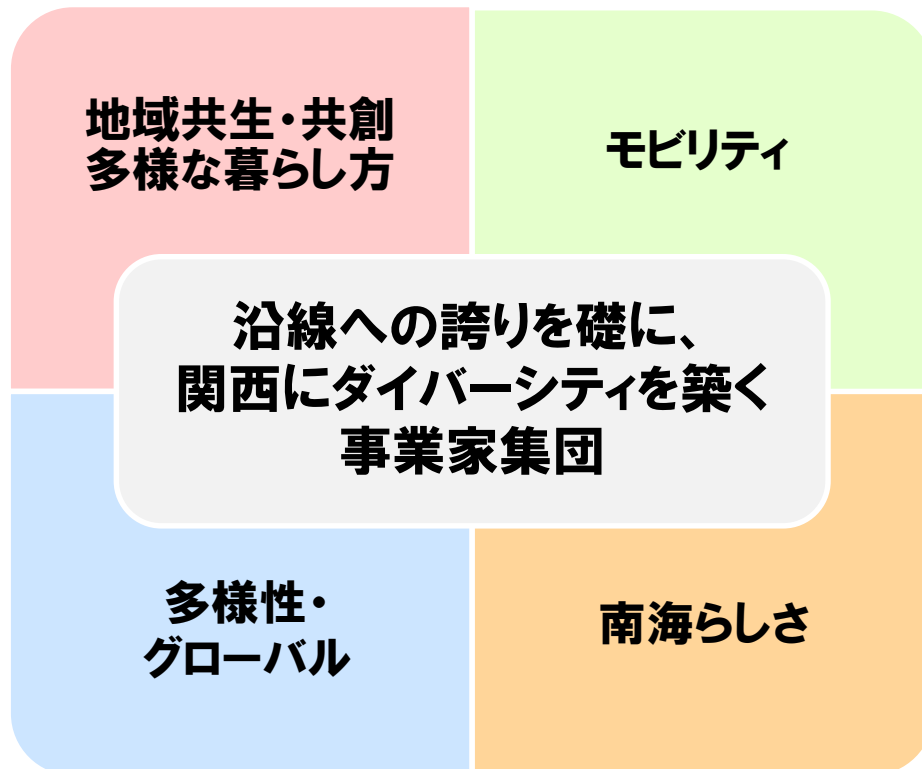 地域共生・共創
多様な暮らし方
モビリティ
沿線への誇りを礎に、
関西にダイバーシティを築く
事業家集団
多様性・
グローバル
南海らしさ